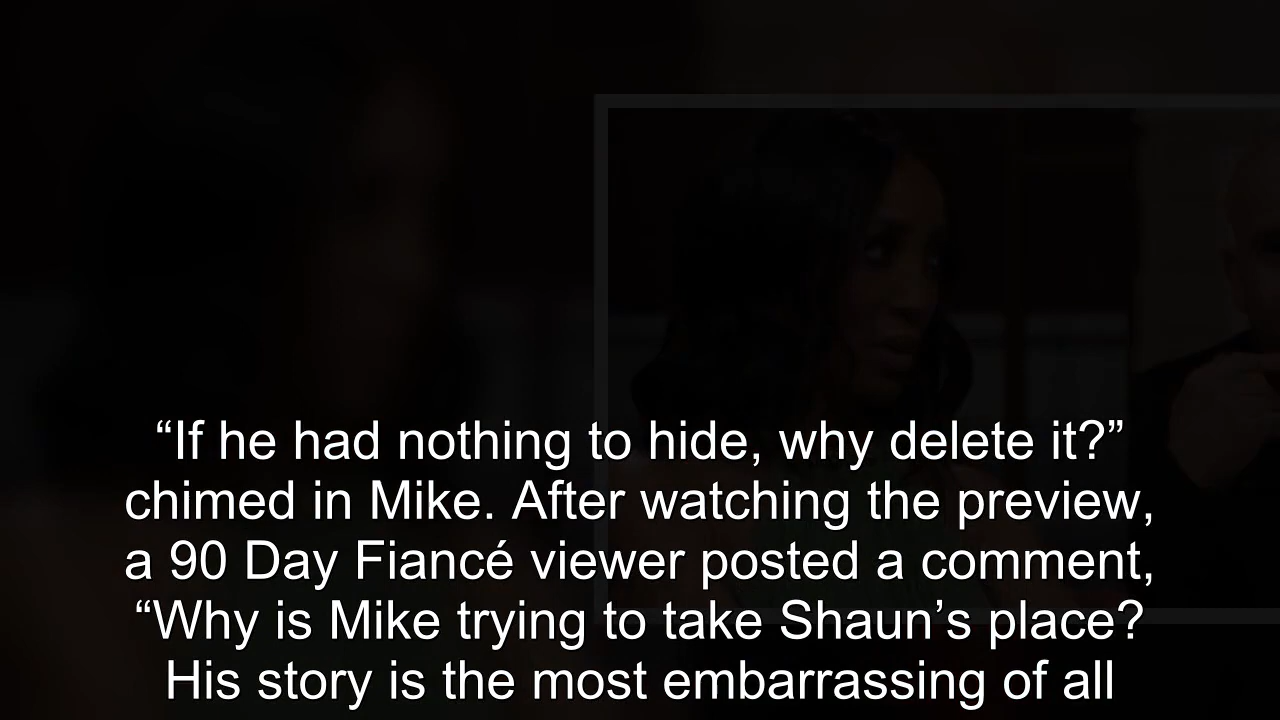 “If he had nothing to hide, why delete it?”
chimed in Mike. After watching the preview,
a 90 Day Fiancé viewer posted a comment,
“Why is Mike trying to take Shaun’s place?
His story is the most embarrassing of all